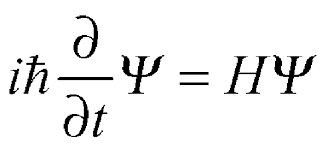 iħ ∂/∂t Ψ = HΨ